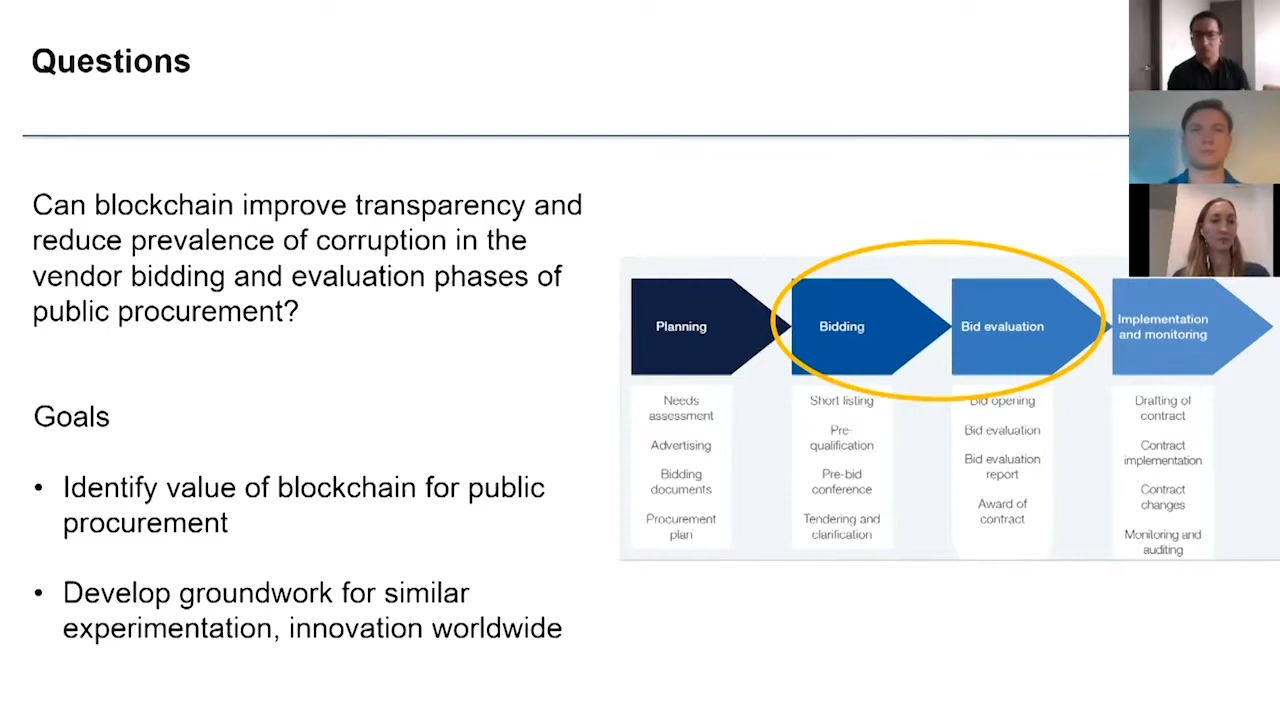 Questions
Can blockchain improve transparency and
reduce prevalence of corruption in the
vendor bidding and evaluation phases of
public procurement?
Goals
• Identify value of blockchain for public
procurement
• Develop groundwork for similar
experimentation, innovation worldwide
Planning
Needs
assessment
Advertising
Bidding
documents
Procurement
plan
Bidding
Short listing
Pre-
qualification
Pre-bid
conference
Tendering and
clarification
Bid evaluation
Bid opening
Bid evaluation
Bid evaluation
report
Award of
contract
Implementation
and monitoring
Drafting of
contract
Contract
implementation
Contract
changes
Monitoring and
auditing